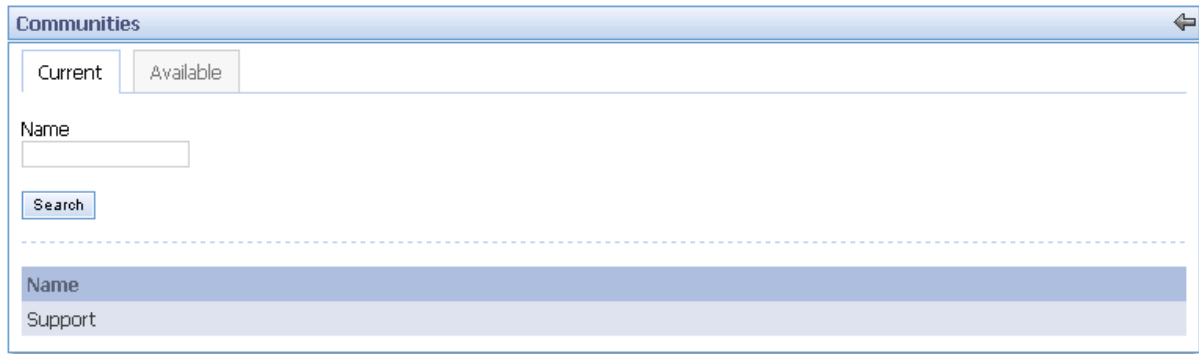 Communities
Current Available
Name
Search
Name
Support